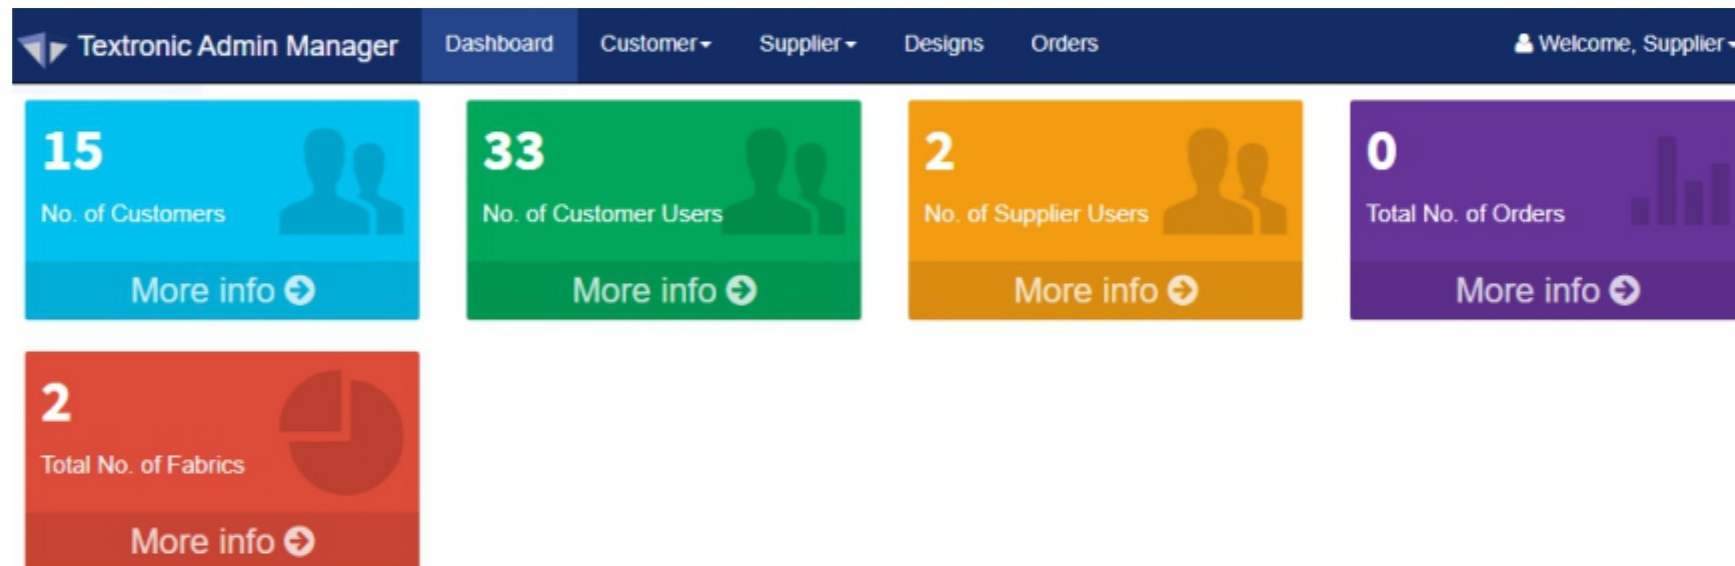 Textronic Admin Manager Dashboard Customer Supplier Designs Orders Welcome, Supplier
15
No. of Customers
More info
33
No. of Customer Users
More info
2
No. of Supplier Users
More info
0
Total No. of Orders
More info
2
Total No. of Fabrics
More info